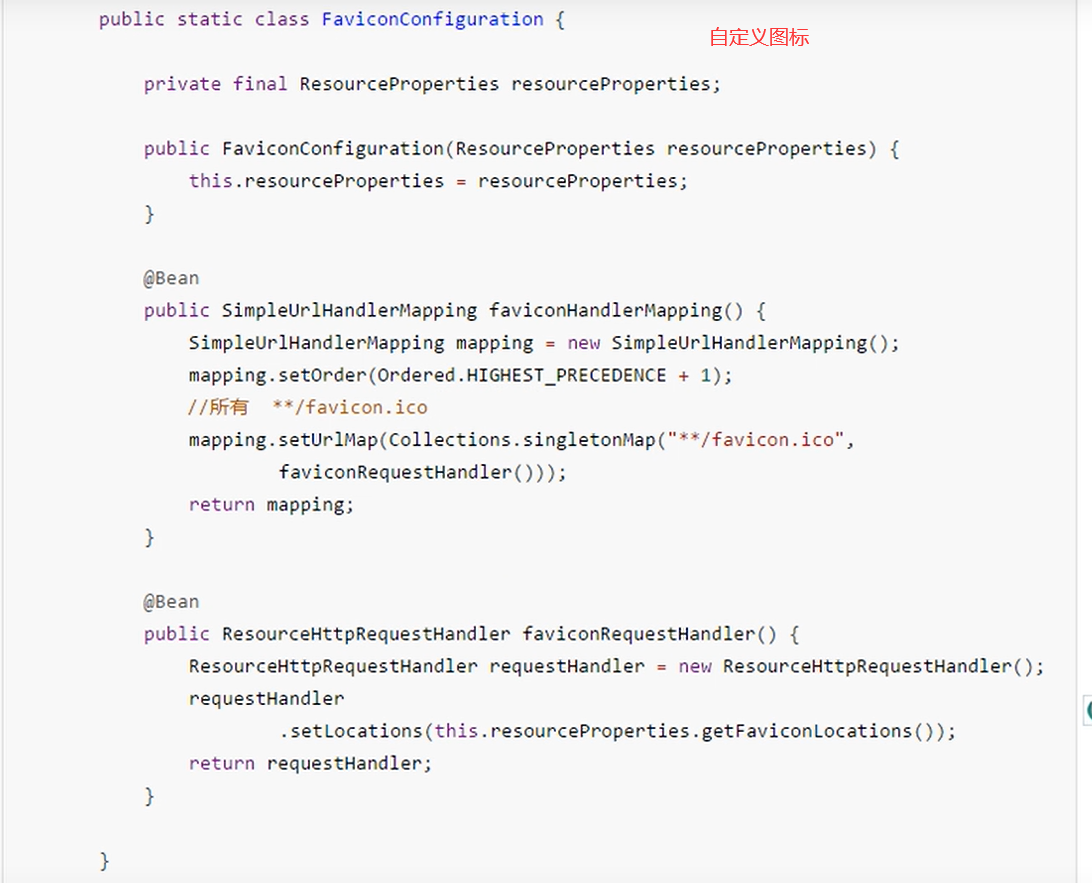 public static class FaviconConfiguration {
自定义图标
private final ResourceProperties resourceProperties;
public FaviconConfiguration(ResourceProperties resourceProperties) {
this.resourceProperties = resourceProperties;
}
@Bean
public SimpleUrlHandlerMapping faviconHandlerMapping() {
SimpleUrlHandlerMapping mapping = new SimpleUrlHandlerMapping();
mapping.setOrder(Ordered.HIGHEST_PRECEDENCE + 1);
//所有  **/favicon.ico
mapping.setUrlMap(Collections.singletonMap("**/favicon.ico",
faviconRequestHandler()));
return mapping;
}
@Bean
public ResourceHttpRequestHandler faviconRequestHandler() {
ResourceHttpRequestHandler requestHandler = new ResourceHttpRequestHandler();
requestHandler
.setLocations(this.resourceProperties.getFaviconLocations());
return requestHandler;
}
}